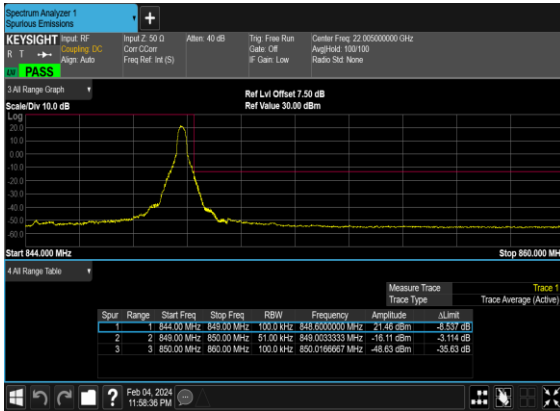 Spectrum Analyzer 1
Spurious Emissions
+
KEYSIGHT Input: RF Input Z: 50 Ω Atten: 40 dB Trig: Free Run Center Freq: 22.005000000 GHz
R T Coupling: DC Corr CCorr Gate: Off Avg|Hold: 100/100
Align: Auto Freq Ref: Int (S) IF Gain: Low Radio Std: None
LXI PASS
3 All Range Graph
Ref Lvl Offset 7.50 dB
Scale/Div 10.0 dB Ref Value 30.00 dBm
Log
20.0
10.0
0.00
-10.0
-20.0
-30.0
-40.0
-50.0
-60.0
Start 844.000 MHz Stop 860.000 MH
4 All Range Table
Measure Trace Trace 1
Trace Type Trace Average (Active)
Spur Range Start Freq Stop Freq RBW Frequency Amplitude ΔLimit
1 1 844.00 MHz 849.00 MHz 100.0 kHz 848.6000000 MHz 21.46 dBm -8.537 dB
2 2 849.00 MHz 850.00 MHz 51.00 kHz 849.0033333 MHz -16.11 dBm -3.114 dB
3 3 850.00 MHz 860.00 MHz 100.0 kHz 850.0166667 MHz -48.63 dBm -35.63 dB
? Feb 04, 2024
11:58:36 PM